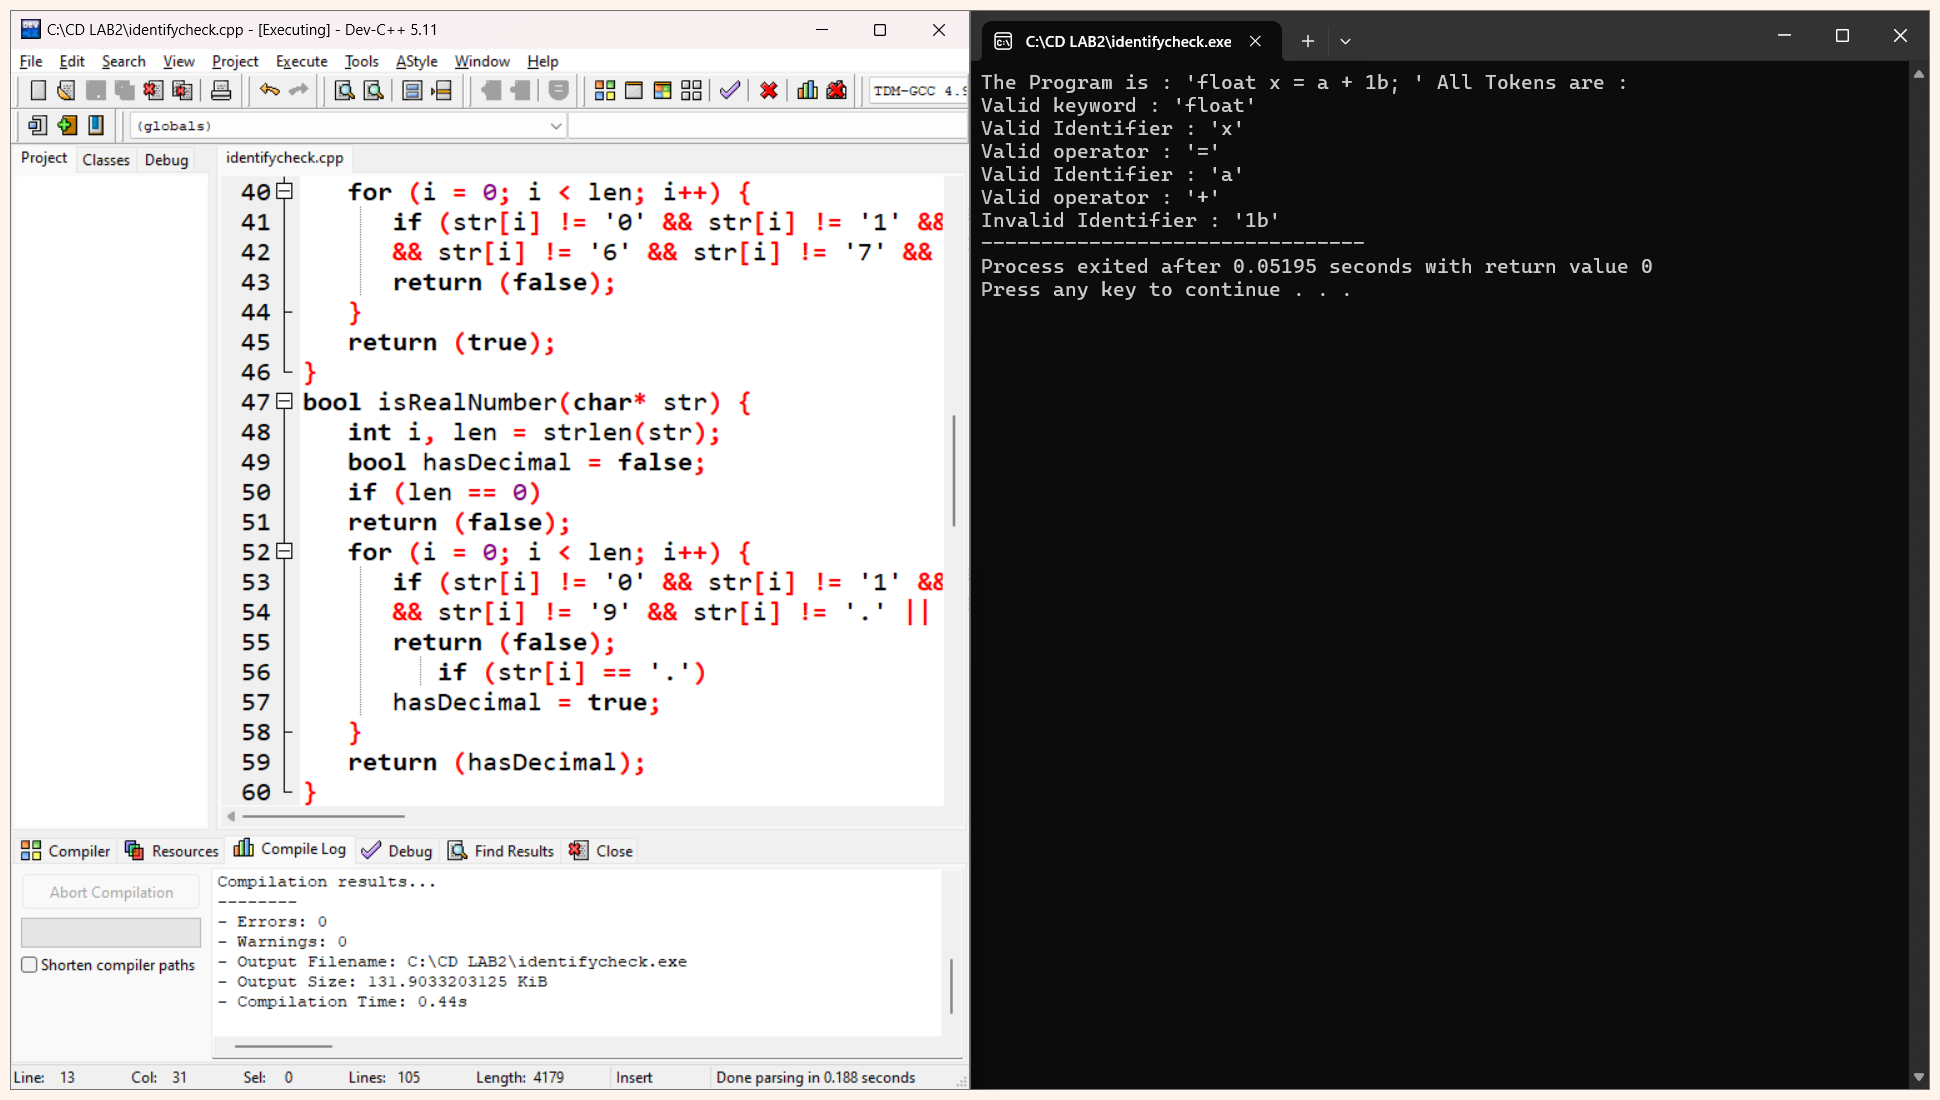 C:\CD LAB2\identifycheck.cpp - [Executing] - Dev-C++ 5.11
File Edit Search View Project Execute Tools AStyle Window Help
TDM-GCC 4.9
(globals)
Project Classes Debug
identifycheck.cpp
40 for (i = 0; i < len; i++) {
41 if (str[i] != '0' && str[i] != '1' &&
42 && str[i] != '6' && str[i] != '7' &&
43 return (false);
44 }
45 return (true);
46 }
47 bool isRealNumber(char* str) {
48 int i, len = strlen(str);
49 bool hasDecimal = false;
50 if (len == 0)
51 return (false);
52 for (i = 0; i < len; i++) {
53 if (str[i] != '0' && str[i] != '1' &&
54 && str[i] != '9' && str[i] != '.' ||
55 return (false);
56 if (str[i] == '.')
57 hasDecimal = true;
58 }
59 return (hasDecimal);
60 }
Compiler Resources Compile Log Debug Find Results Close
Abort Compilation
Shorten compiler paths
Compilation results...
--------
- Errors: 0
- Warnings: 0
- Output Filename: C:\CD LAB2\identifycheck.exe
- Output Size: 131.9033203125 KiB
- Compilation Time: 0.44s
Line: 13 Col: 31 Sel: 0 Lines: 105 Length: 4179 Insert Done parsing in 0.188 seconds
C:\CD LAB2\identifycheck.exe
The Program is : 'float x = a + 1b; ' All Tokens are :
Valid keyword : 'float'
Valid Identifier : 'x'
Valid operator : '='
Valid Identifier : 'a'
Valid operator : '+'
Invalid Identifier : '1b'
--------------------------------
Process exited after 0.05195 seconds with return value 0
Press any key to continue . . .